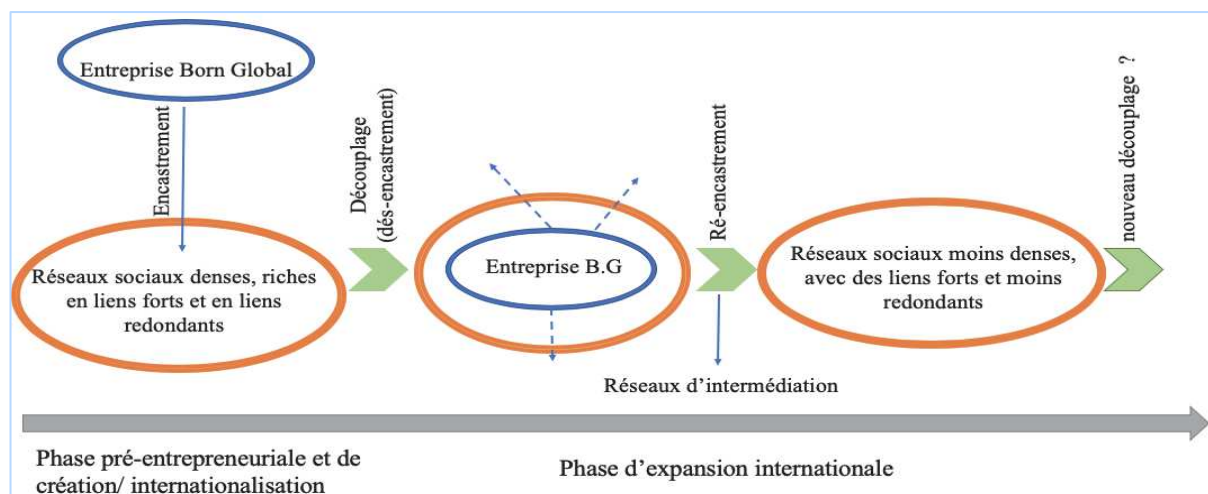 Entreprise Born Global
Encastrement
Réseaux sociaux denses, riches
en liens forts et en liens
redondants
Découplage
(dés-encastrement)
Entreprise B.G
Ré-encastrement
Réseaux d’intermédiation
Réseaux sociaux moins denses,
avec des liens forts et moins
redondants
nouveau découplage ?
Phase pré-entrepreneuriale et de
création/ internationalisation
Phase d’expansion internationale